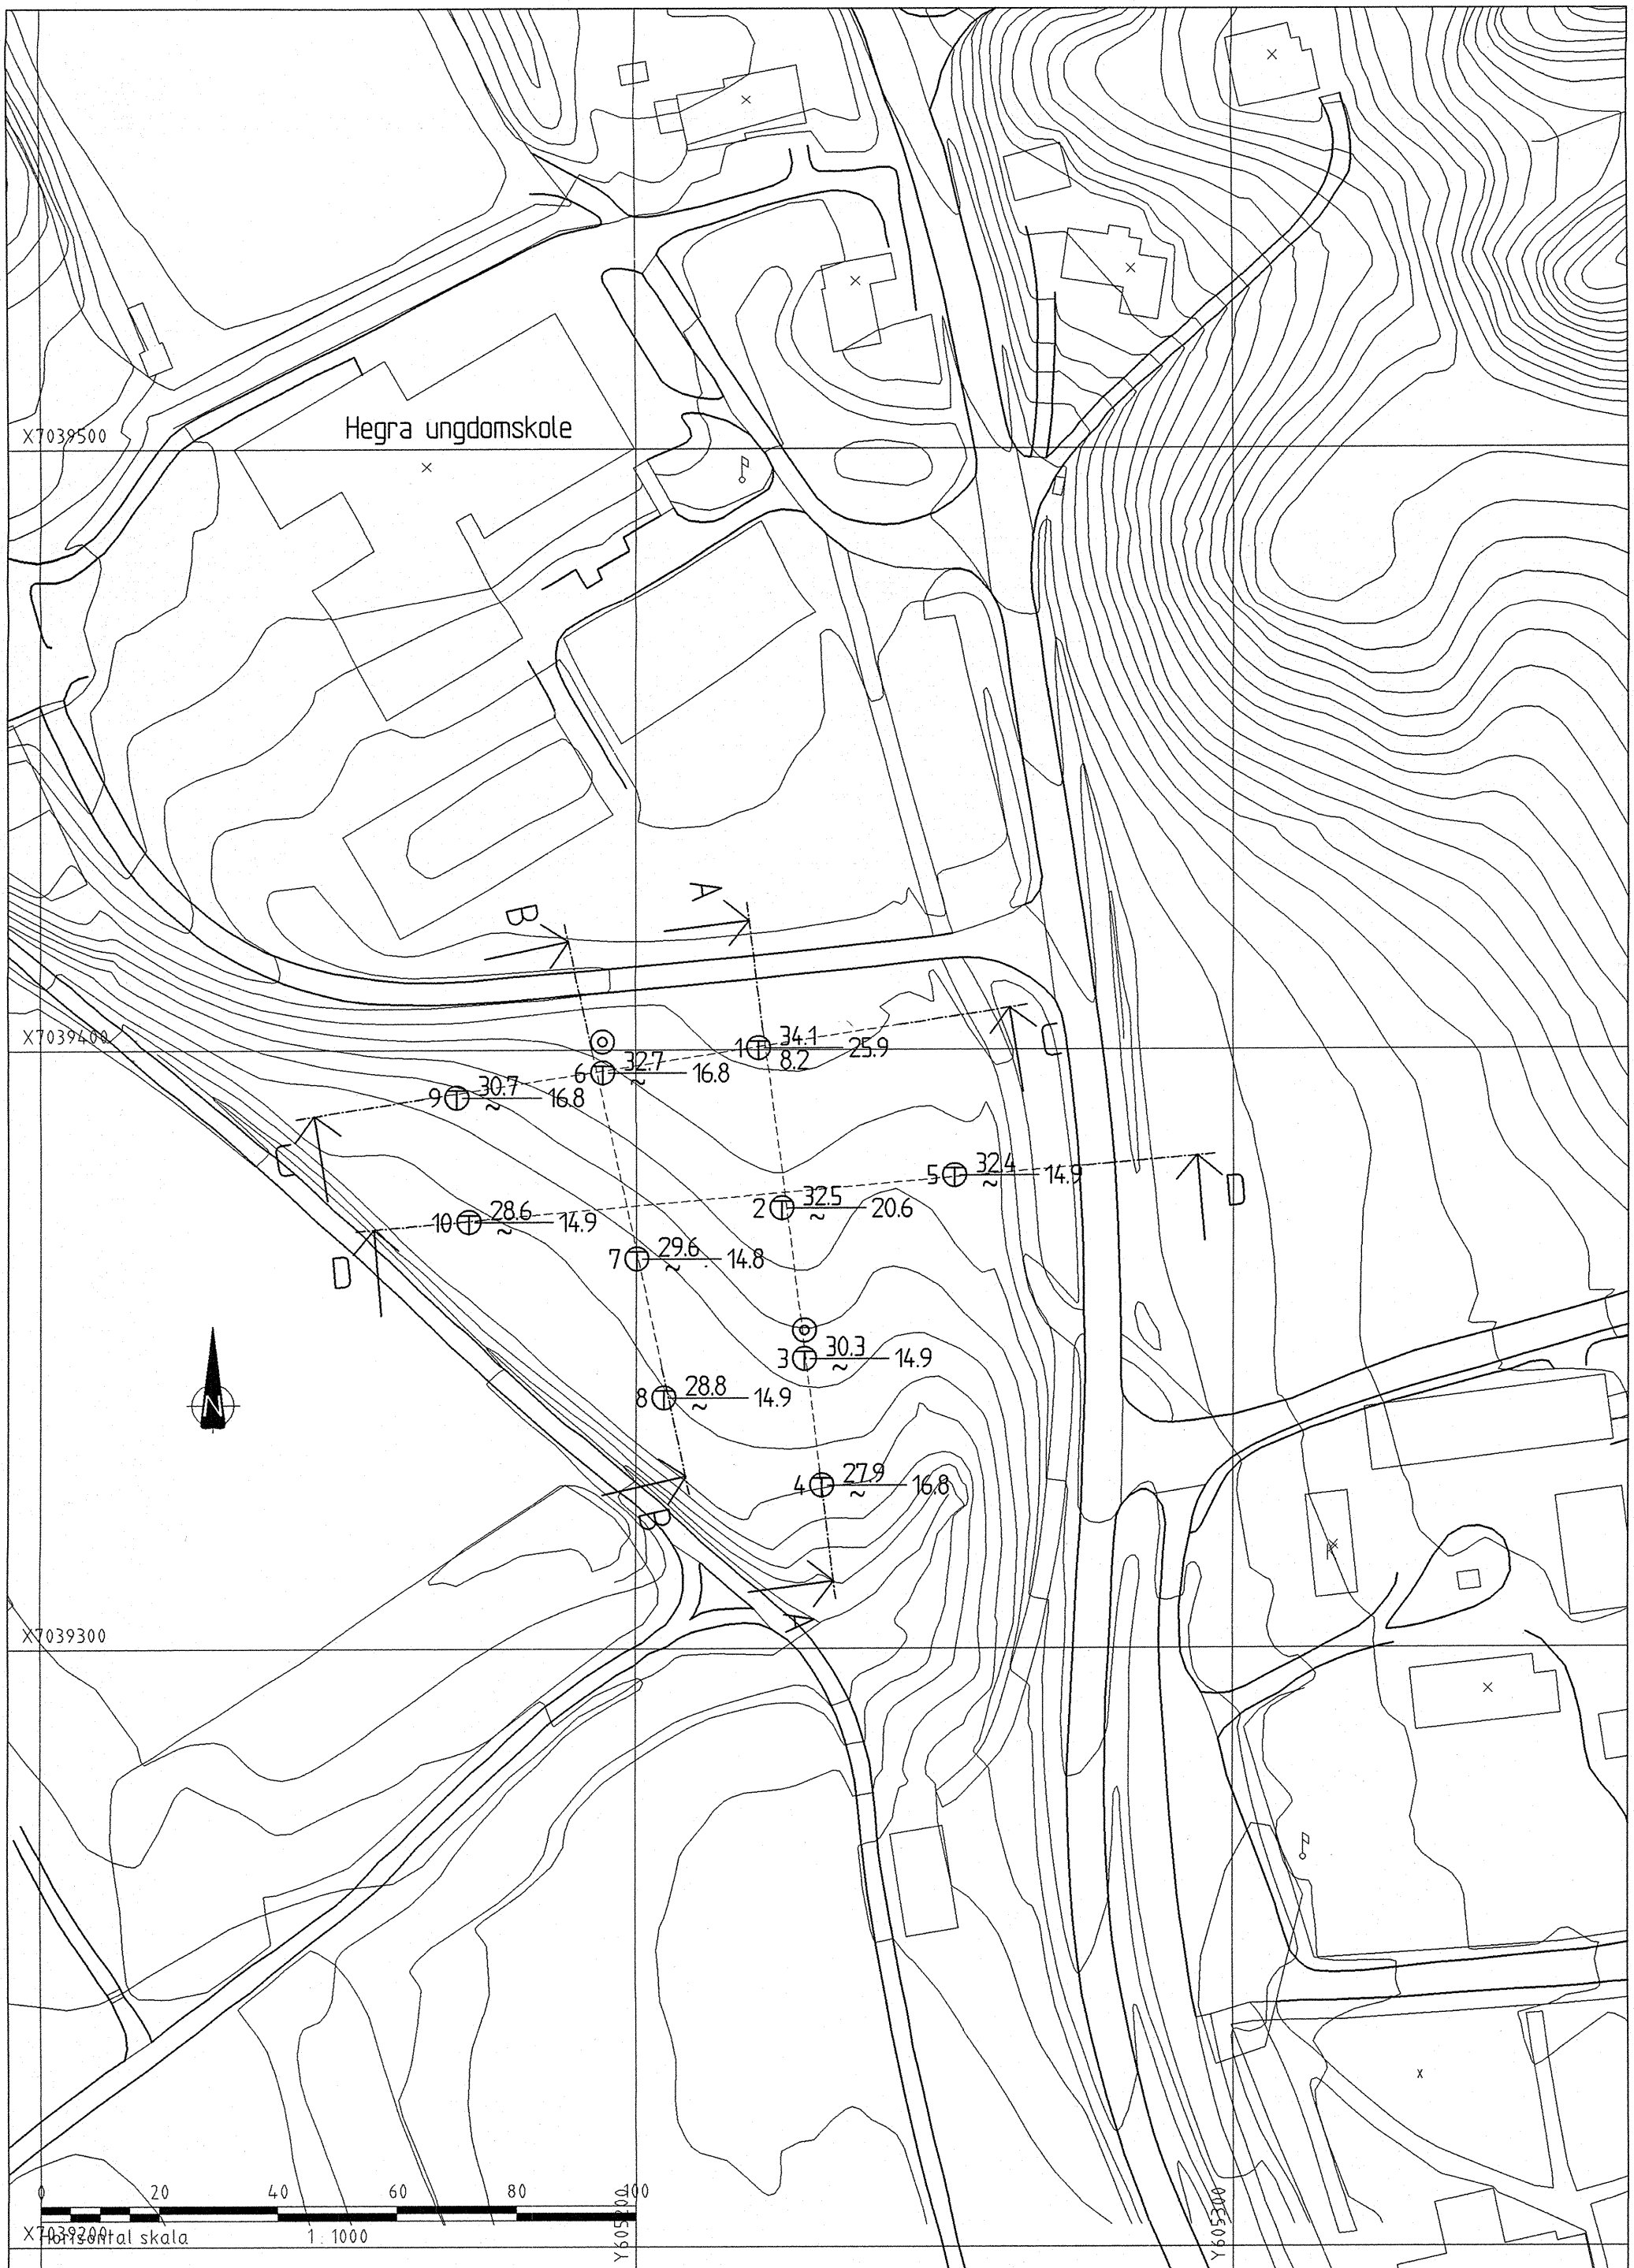 Hegra ungdomskole
X7039500
B
A
X7039400
1 34.1 25.9
8.2
C
6 32.7 16.8
~
9 30.7 16.8
~
C
5 32.4 14.9
~
D
2 32.5 20.6
~
10 28.6 14.9
~
7 29.6 14.8
~
D
3 30.3 14.9
~
8 28.8 14.9
~
N
4 27.9 16.8
~
B
A
X7039300
0 20 40 60 80 100
Y605200
Y605300
X7039200
Horisontal skala 1: 1000